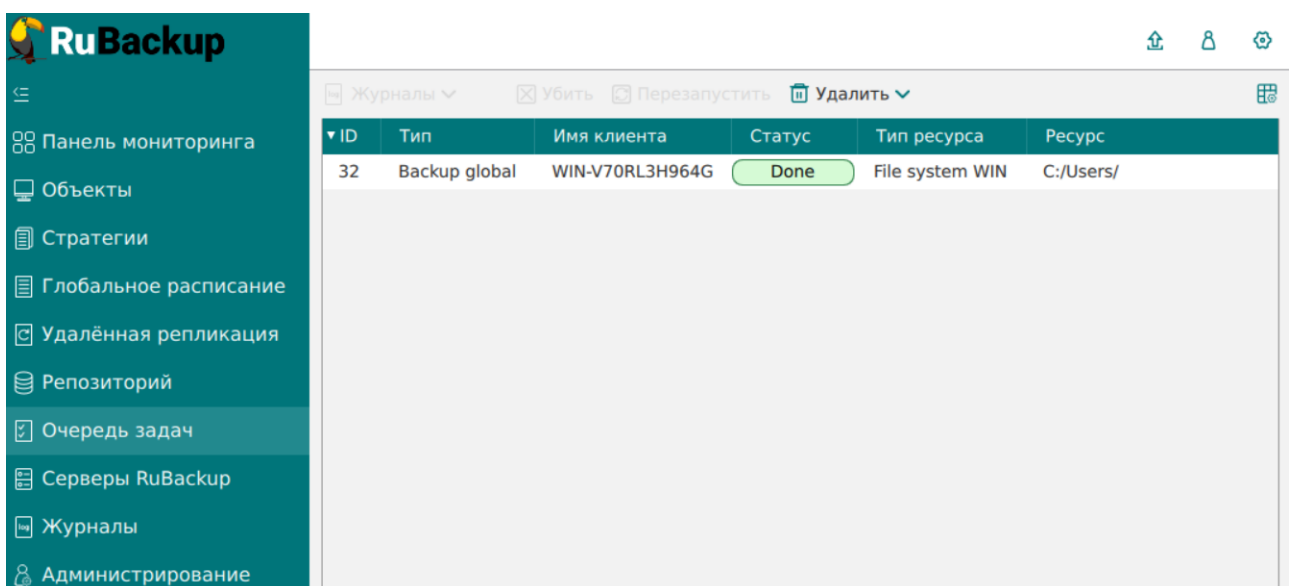 RuBackup
Журналы Убить Перезапустить Удалить
Панель мониторинга
Объекты
Стратегии
Глобальное расписание
Удалённая репликация
Репозиторий
Очередь задач
Серверы RuBackup
log Журналы
Администрирование
ID Тип Имя клиента Статус Тип ресурса Ресурс
32 Backup global WIN-V70RL3H964G Done File system WIN C:/Users/